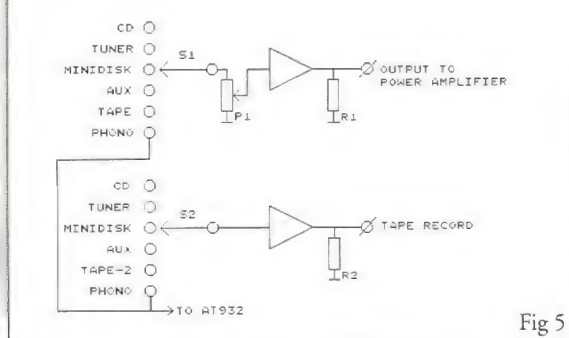 CD
TUNER
MINIDISK
AUX
TAPE
PHONO
S1
P1
R1
OUTPUT TO
POWER AMPLIFIER
CD
TUNER
MINIDISK
AUX
TAPE-2
PHONO
S2
R2
TAPE RECORD
TO AT932
Fig 5